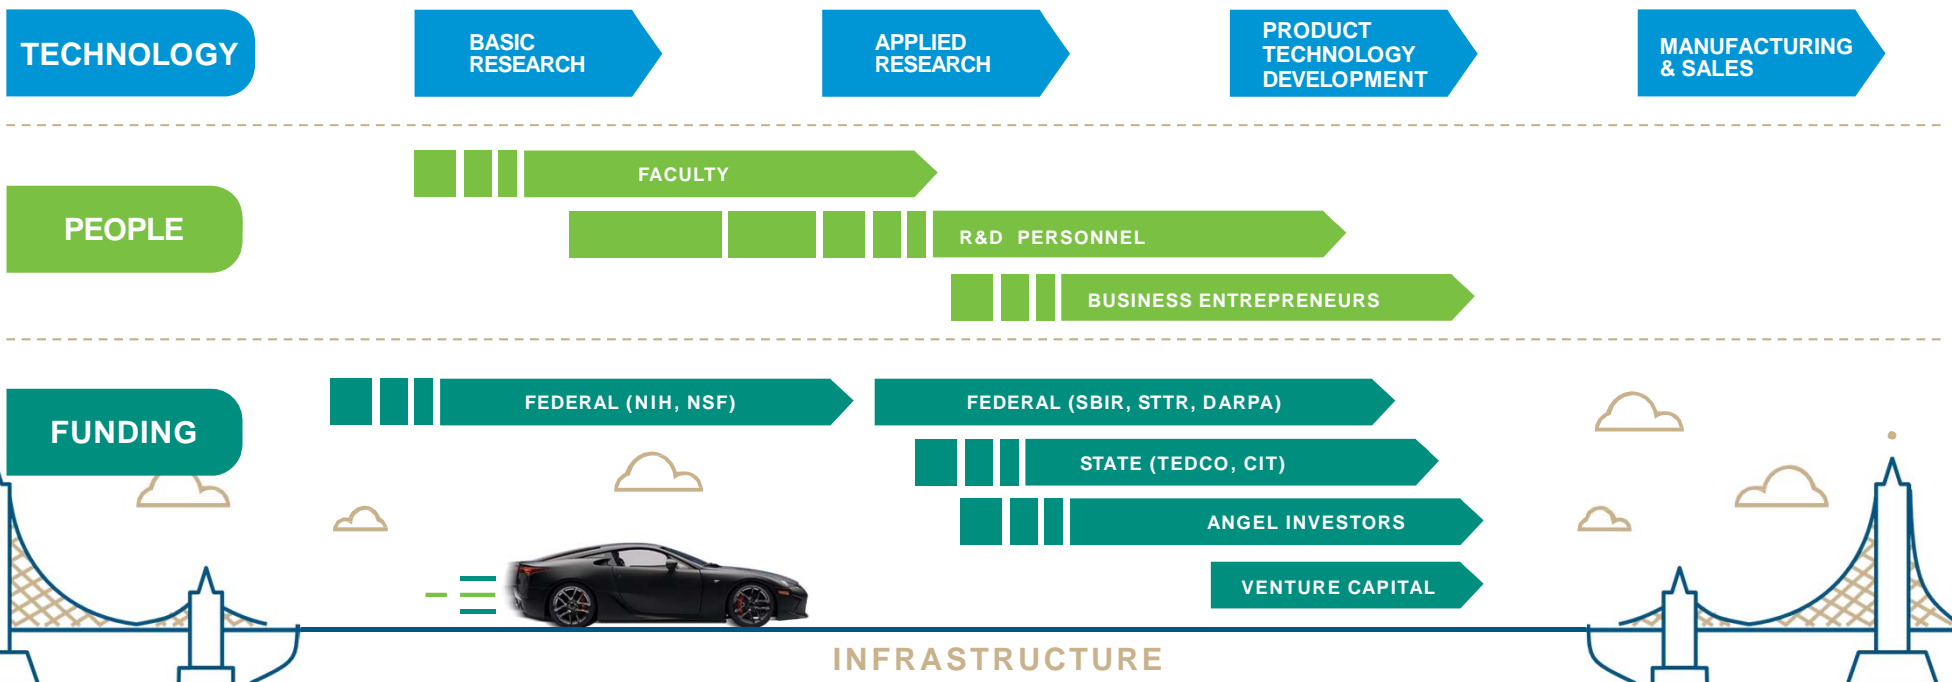 TECHNOLOGY
BASIC
RESEARCH
APPLIED
RESEARCH
PRODUCT
TECHNOLOGY
DEVELOPMENT
MANUFACTURING
& SALES
PEOPLE
FACULTY
R&D PERSONNEL
BUSINESS ENTREPRENEURS
FUNDING
FEDERAL (NIH, NSF)
FEDERAL (SBIR, STTR, DARPA)
STATE (TEDCO, CIT)
ANGEL INVESTORS
VENTURE CAPITAL
INFRASTRUCTURE